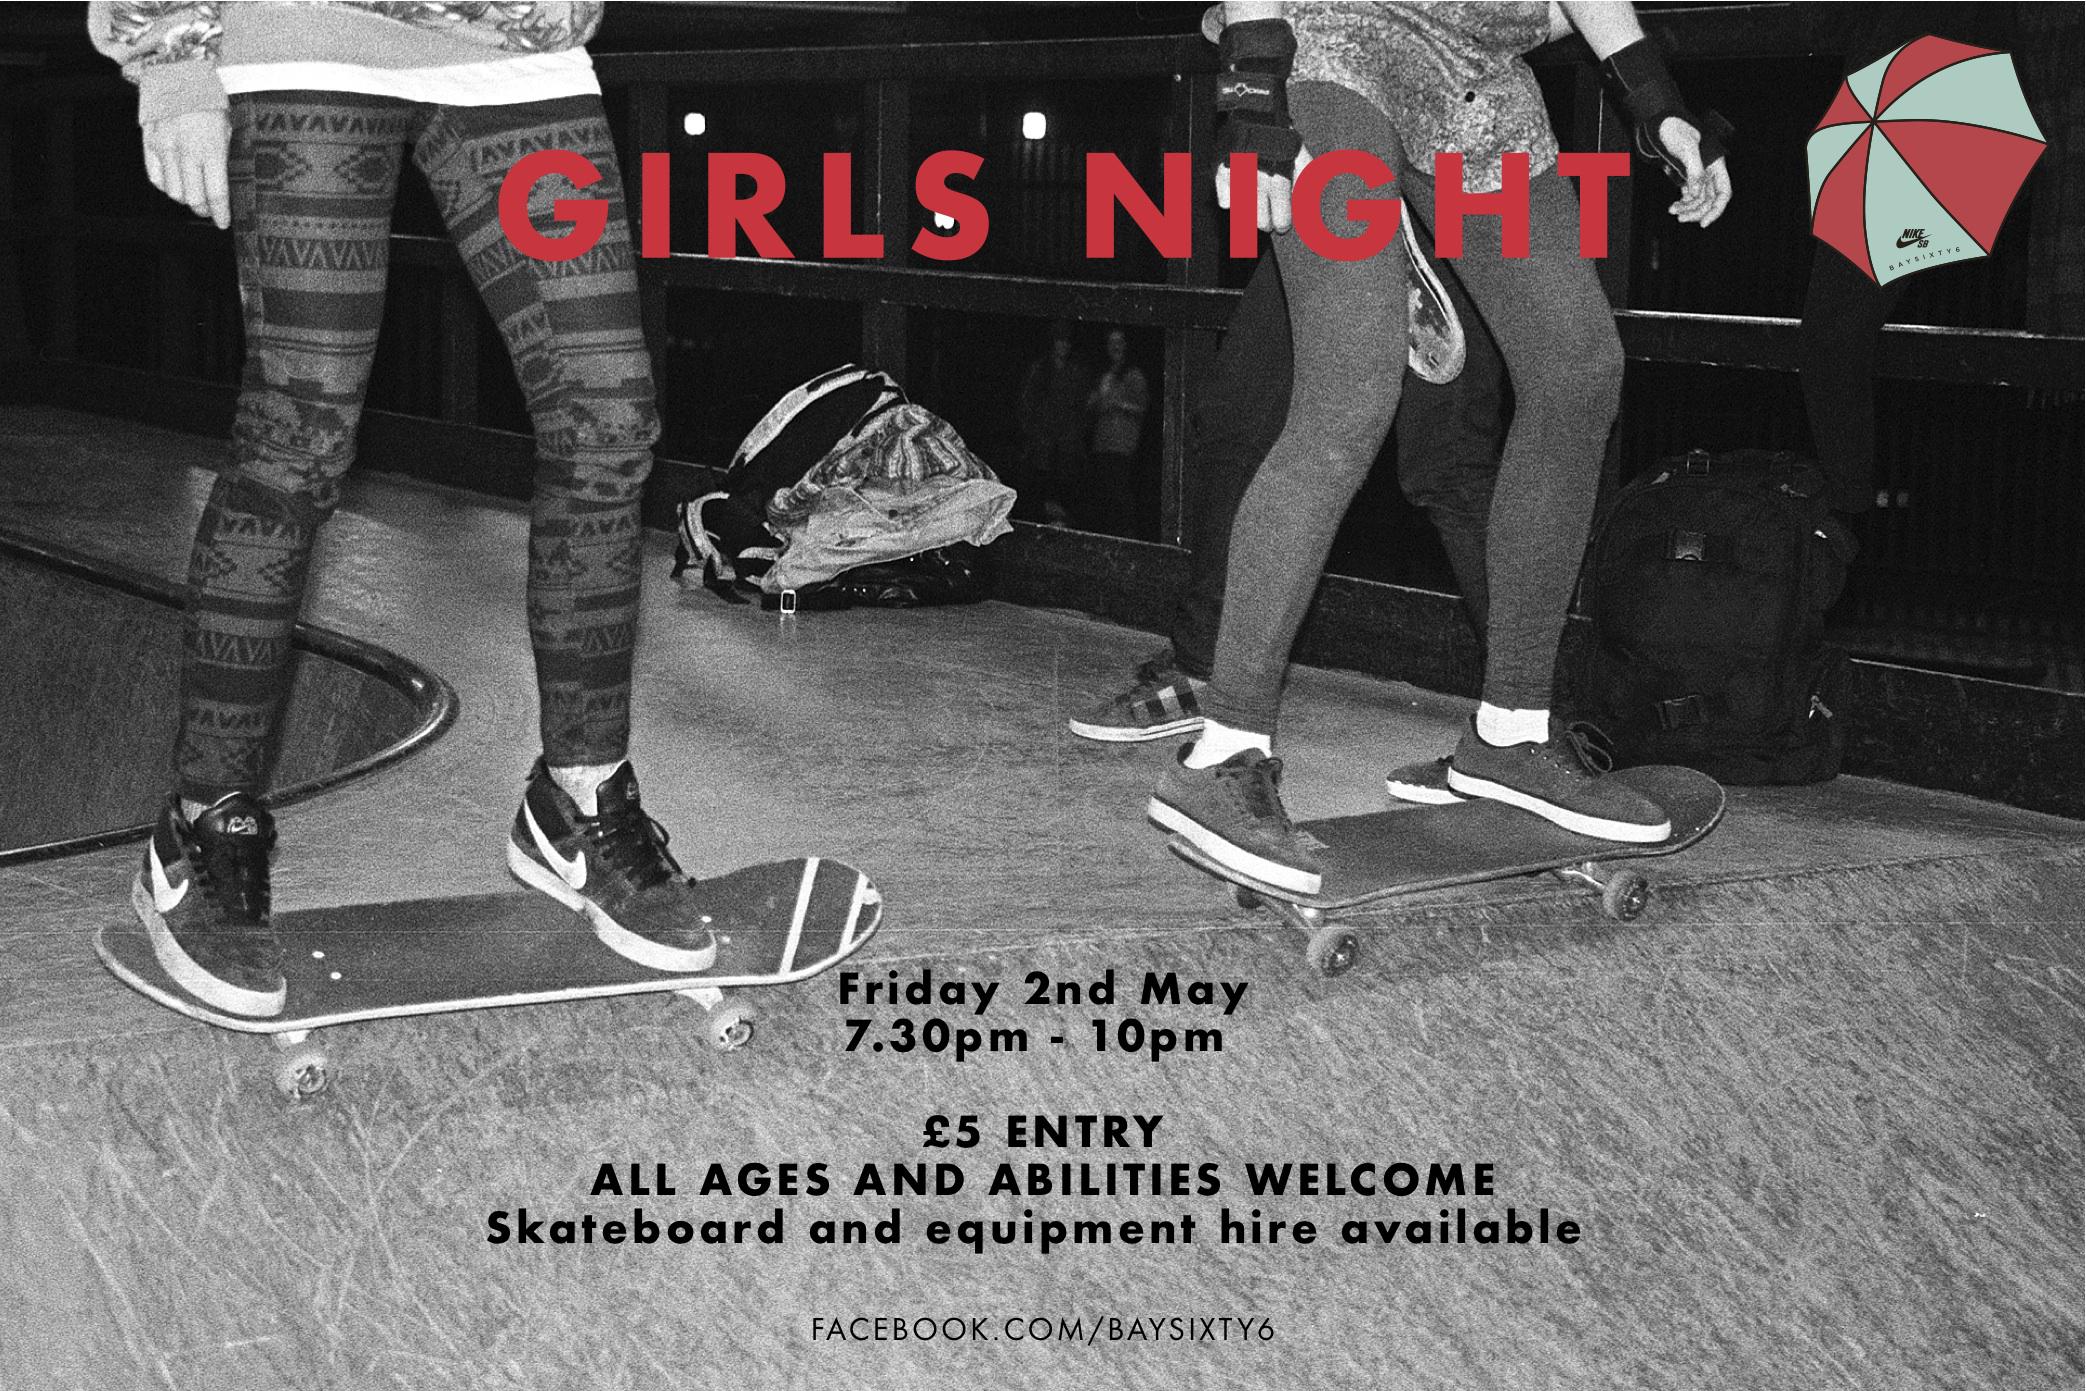 GIRLS NIGHT
NIKE
SB
BAYSIXTY6
Friday 2nd May
7.30pm - 10pm
£5 ENTRY
ALL AGES AND ABILITIES WELCOME
Skateboard and equipment hire available
FACEBOOK.COM/BAYSIXTY6